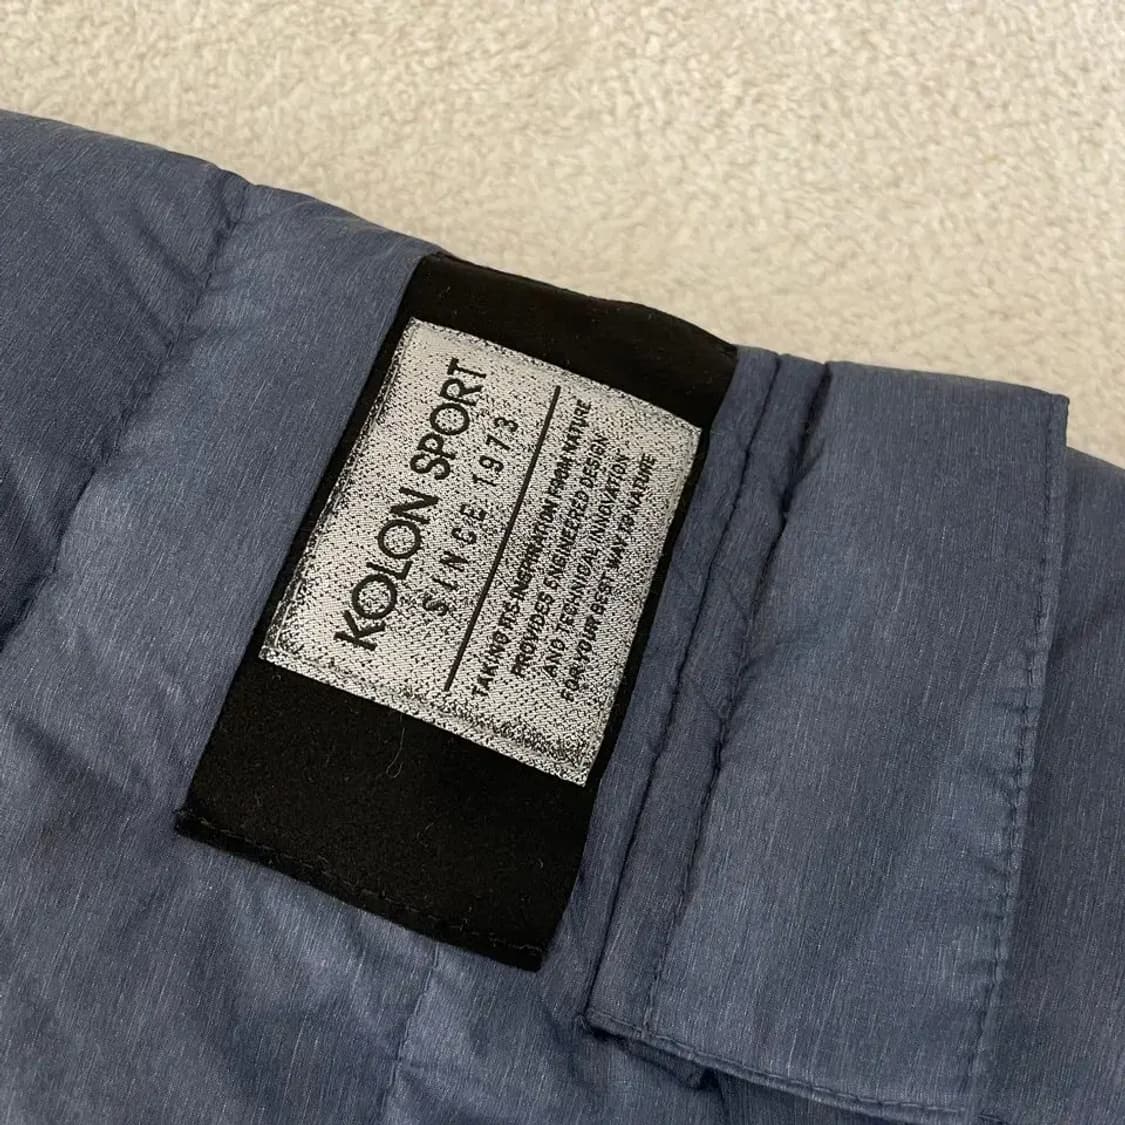 KOLON SPORT
SINCE 1973
TAKING IT'S INSPIRATION FROM NATURE
PROVIDES ENGINEERED DESIGN
AND TECHNICAL INNOVATION
FOR YOUR BEST WAY TO NATURE